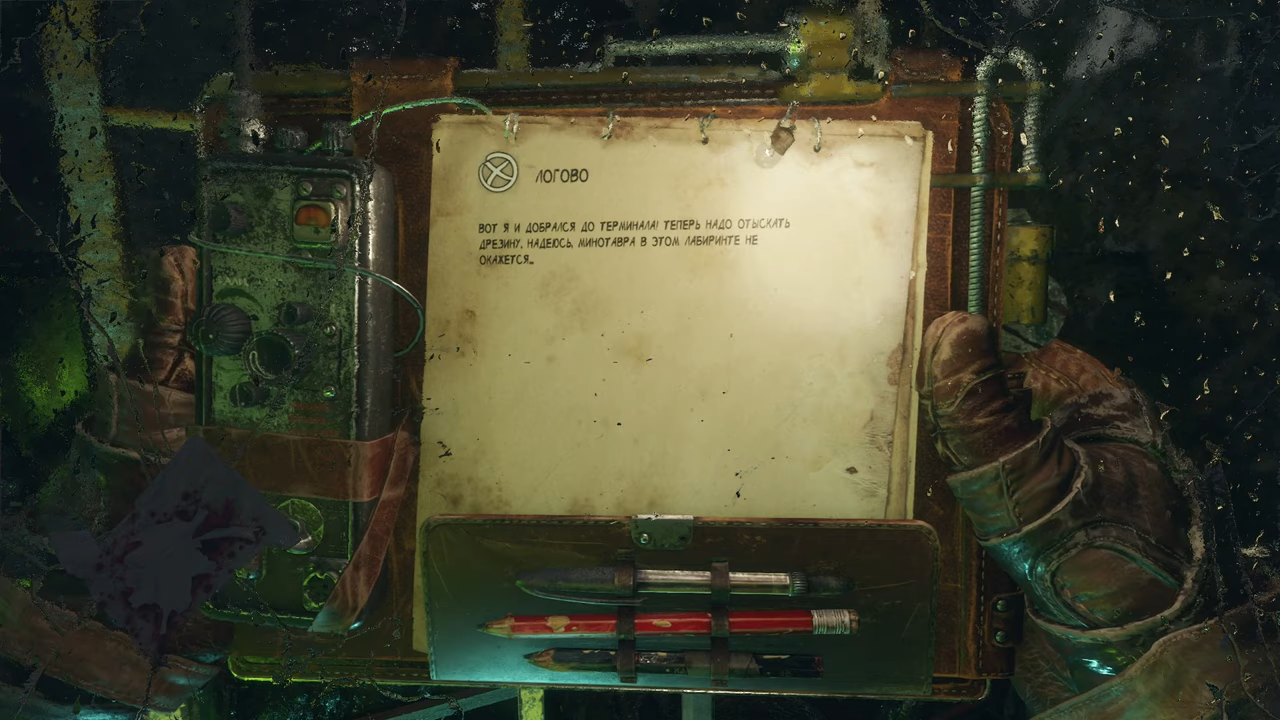 ЛОГОВО
ВОТ Я И ДОБРАЛСЯ ДО ТЕРМИНАЛА! ТЕПЕРЬ НАДО ОТЫСКАТЬ
ДРЕЗИНУ. НАДЕЮСЬ, МИНОТАВРА В ЭТОМ ЛАБИРИНТЕ НЕ
ОКАЖЕТСЯ...